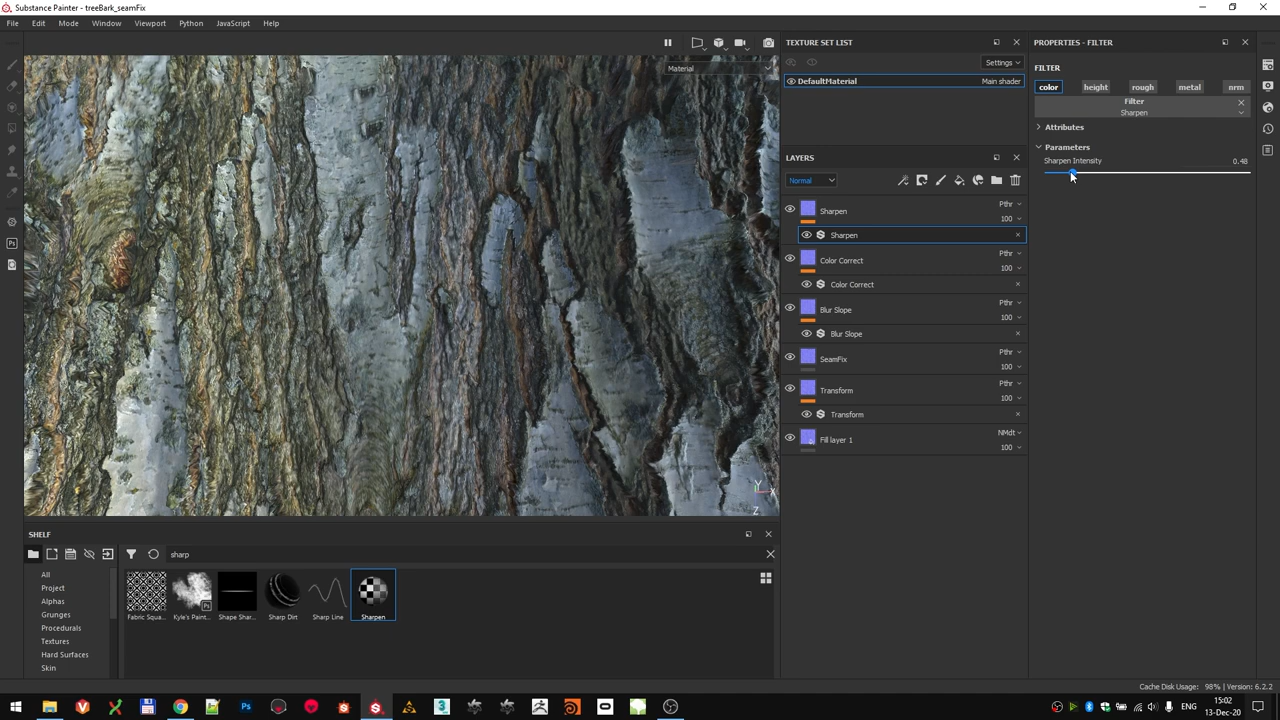 Substance Painter - treeBark_seamFix
File Edit Mode Window Viewport Python JavaScript Help
Material
TEXTURE SET LIST
Settings
DefaultMaterial Main shader
LAYERS
Normal
Sharpen Pthr
100
Sharpen
Color Correct Pthr
100
Color Correct
Blur Slope Pthr
100
Blur Slope
SeamFix Pthr
100
Transform Pthr
100
Transform
Fill layer 1 NMdt
100
PROPERTIES - FILTER
FILTER
color height rough metal nrm
Filter
Sharpen
Attributes
Parameters
Sharpen Intensity 0.48
Y
X
Z
SHELF
sharp
All
Project
Alphas
Grunges
Procedurals
Textures
Hard Surfaces
Skin
Fabric Squa... Kyle's Paint... Shape Shar... Sharp Dirt Sharp Line Sharpen
Cache Disk Usage: 98% | Version: 6.2.2
ENG
15:02
13-Dec-20